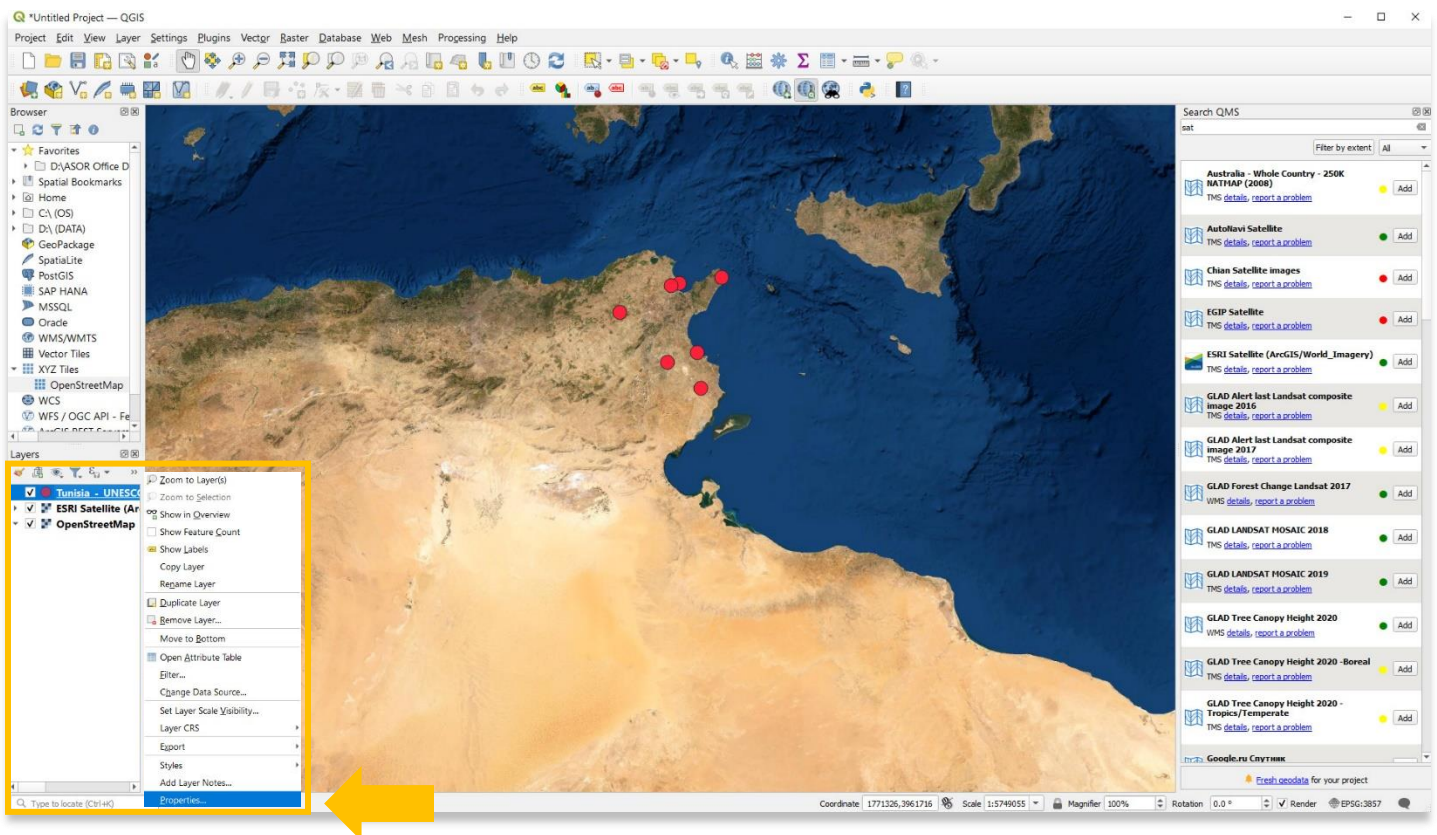 *Untitled Project — QGIS
Project Edit View Layer Settings Plugins Vector Raster Database Web Mesh Processing Help
Browser
Favorites
D:\ASOR Office D
Spatial Bookmarks
Home
C:\ (OS)
D:\ (DATA)
GeoPackage
SpatiaLite
PostGIS
SAP HANA
MSSQL
Oracle
WMS/WMTS
Vector Tiles
XYZ Tiles
OpenStreetMap
WCS
WFS / OGC API - Fe
Layers
Tunisia - UNESCO
ESRI Satellite (Ar
OpenStreetMap
Zoom to Layer(s)
Zoom to Selection
Show in Overview
Show Feature Count
Show Labels
Copy Layer
Rename Layer
Duplicate Layer
Remove Layer...
Move to Bottom
Open Attribute Table
Filter...
Change Data Source...
Set Layer Scale Visibility...
Layer CRS
Export
Styles
Add Layer Notes...
Properties...
Search QMS
sat
Filter by extent All
Australia - Whole Country - 250K
NATMAP (2008)
TMS details, report a problem
Add
AutoNavi Satellite
TMS details, report a problem
Add
Chian Satellite images
TMS details, report a problem
Add
EGIP Satellite
TMS details, report a problem
Add
ESRI Satellite (ArcGIS/World_Imagery)
TMS details, report a problem
Add
GLAD Alert last Landsat composite
image 2016
TMS details, report a problem
Add
GLAD Alert last Landsat composite
image 2017
TMS details, report a problem
Add
GLAD Forest Change Landsat 2017
WMS details, report a problem
Add
GLAD LANDSAT MOSAIC 2018
TMS details, report a problem
Add
GLAD LANDSAT MOSAIC 2019
TMS details, report a problem
Add
GLAD Tree Canopy Height 2020
WMS details, report a problem
Add
GLAD Tree Canopy Height 2020 -Boreal
TMS details, report a problem
Add
GLAD Tree Canopy Height 2020 -
Tropics/Temperate
TMS details, report a problem
Add
Google.ru Спутник
Fresh geodata for your project
Type to locate (Ctrl+K)
Coordinate 1771326,3961716 Scale 1:5749055 Magnifier 100% Rotation 0.0 ° Render EPSG:3857